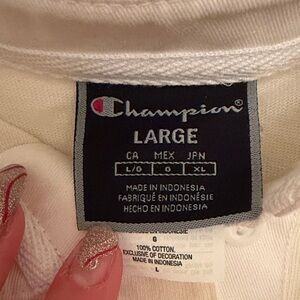 Champion®
LARGE
CA MEX JPN
L/G G XL
MADE IN INDONESIA
FABRIQUÉ EN INDONÉSIE
HECHO EN INDONESIA
INDONESIE
G
100% COTTON.
EXCLUSIVE OF DECORATION
L